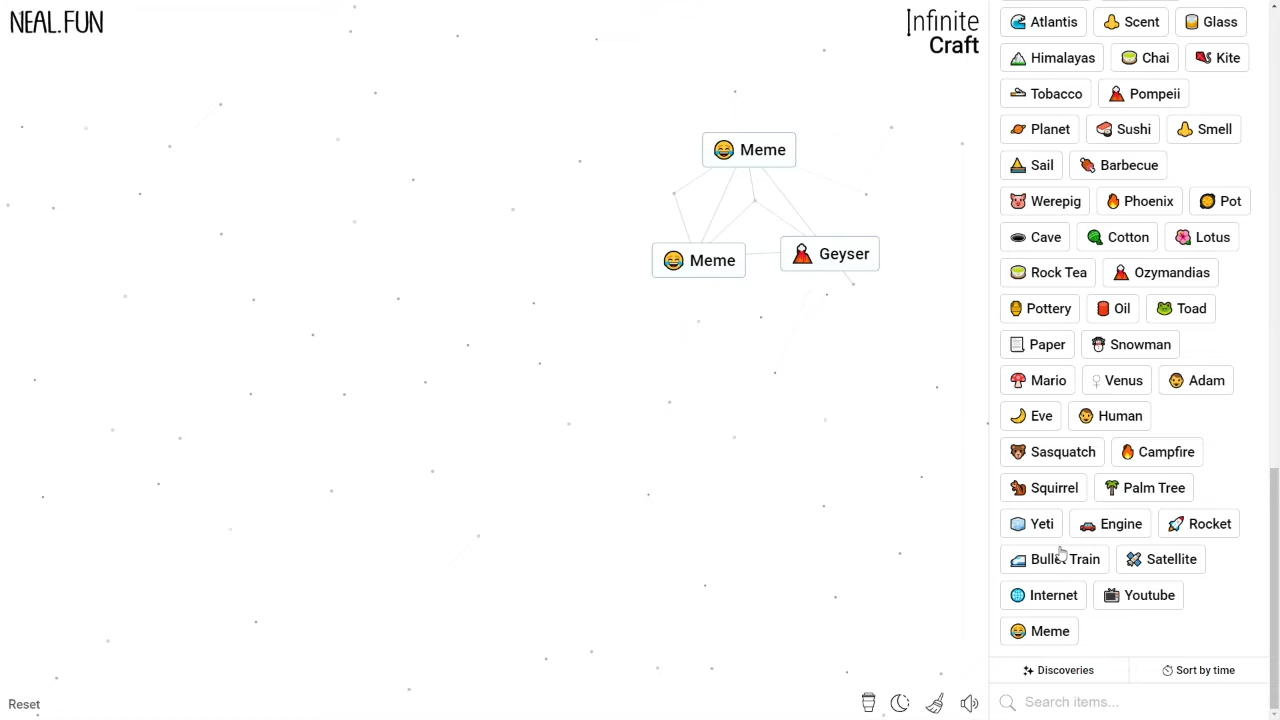 NEAL.FUN
Infinite
Craft
Meme
Meme
Geyser
Reset
Atlantis Scent Glass
Himalayas Chai Kite
Tobacco Pompeii
Planet Sushi Smell
Sail Barbecue
Werepig Phoenix Pot
Cave Cotton Lotus
Rock Tea Ozymandias
Pottery Oil Toad
Paper Snowman
Mario Venus Adam
Eve Human
Sasquatch Campfire
Squirrel Palm Tree
Yeti Engine Rocket
Bullet Train Satellite
Internet Youtube
Meme
Discoveries Sort by time
Search items...